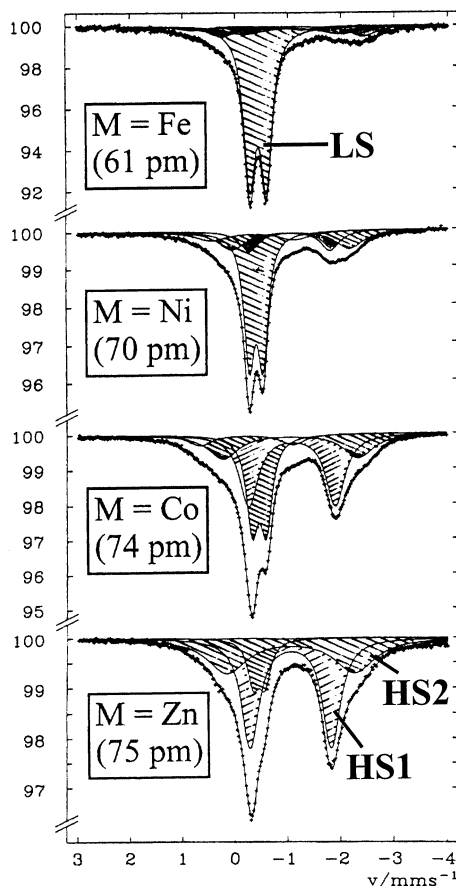 100
98
96
94
92
M = Fe
(61 pm)
LS
100
99
98
97
96
M = Ni
(70 pm)
100
99
98
97
96
95
M = Co
(74 pm)
100
99
98
97
M = Zn
(75 pm)
HS2
HS1
3 2 1 0 -1 -2 -3 -4
v/mms⁻¹